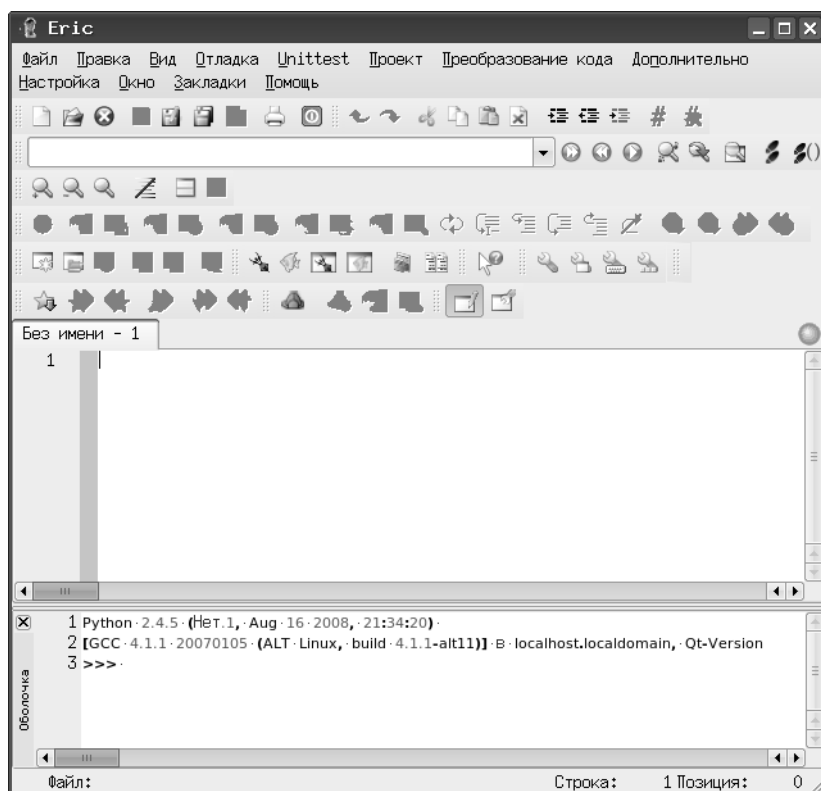 Eric
Файл Правка Вид Отладка Unittest Проект Преобразование кода Дополнительно
Настройка Окно Закладки Помощь
Без имени - 1
1
1 Python 2.4.5 (Нет.1, Aug 16 2008, 21:34:20)
2 [GCC 4.1.1 20070105 (ALT Linux, build 4.1.1-alt11)] в localhost.localdomain, Qt-Version
3 >>>
Оболочка
Файл: Строка: 1 Позиция: 0